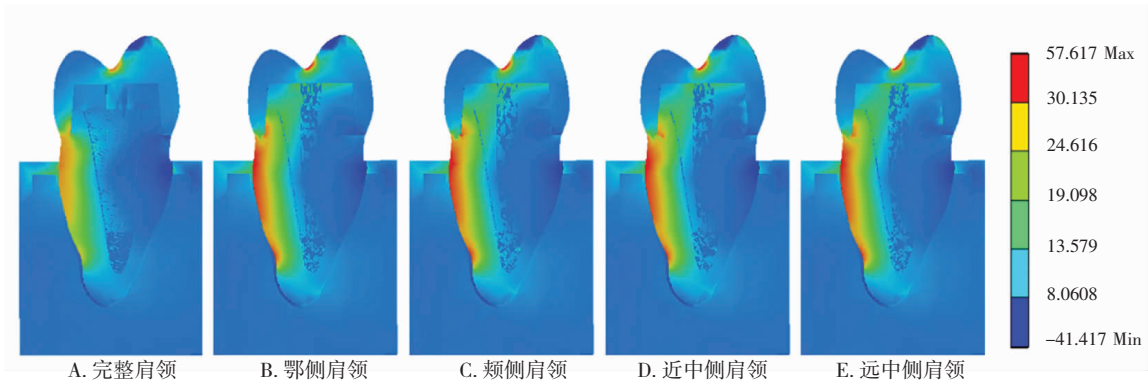 57.617 Max
30.135
24.616
19.098
13.579
8.0608
-41.417 Min
A. 完整肩领
B. 鄂侧肩领
C. 颊侧肩领
D. 近中侧肩领
E. 远中侧肩领